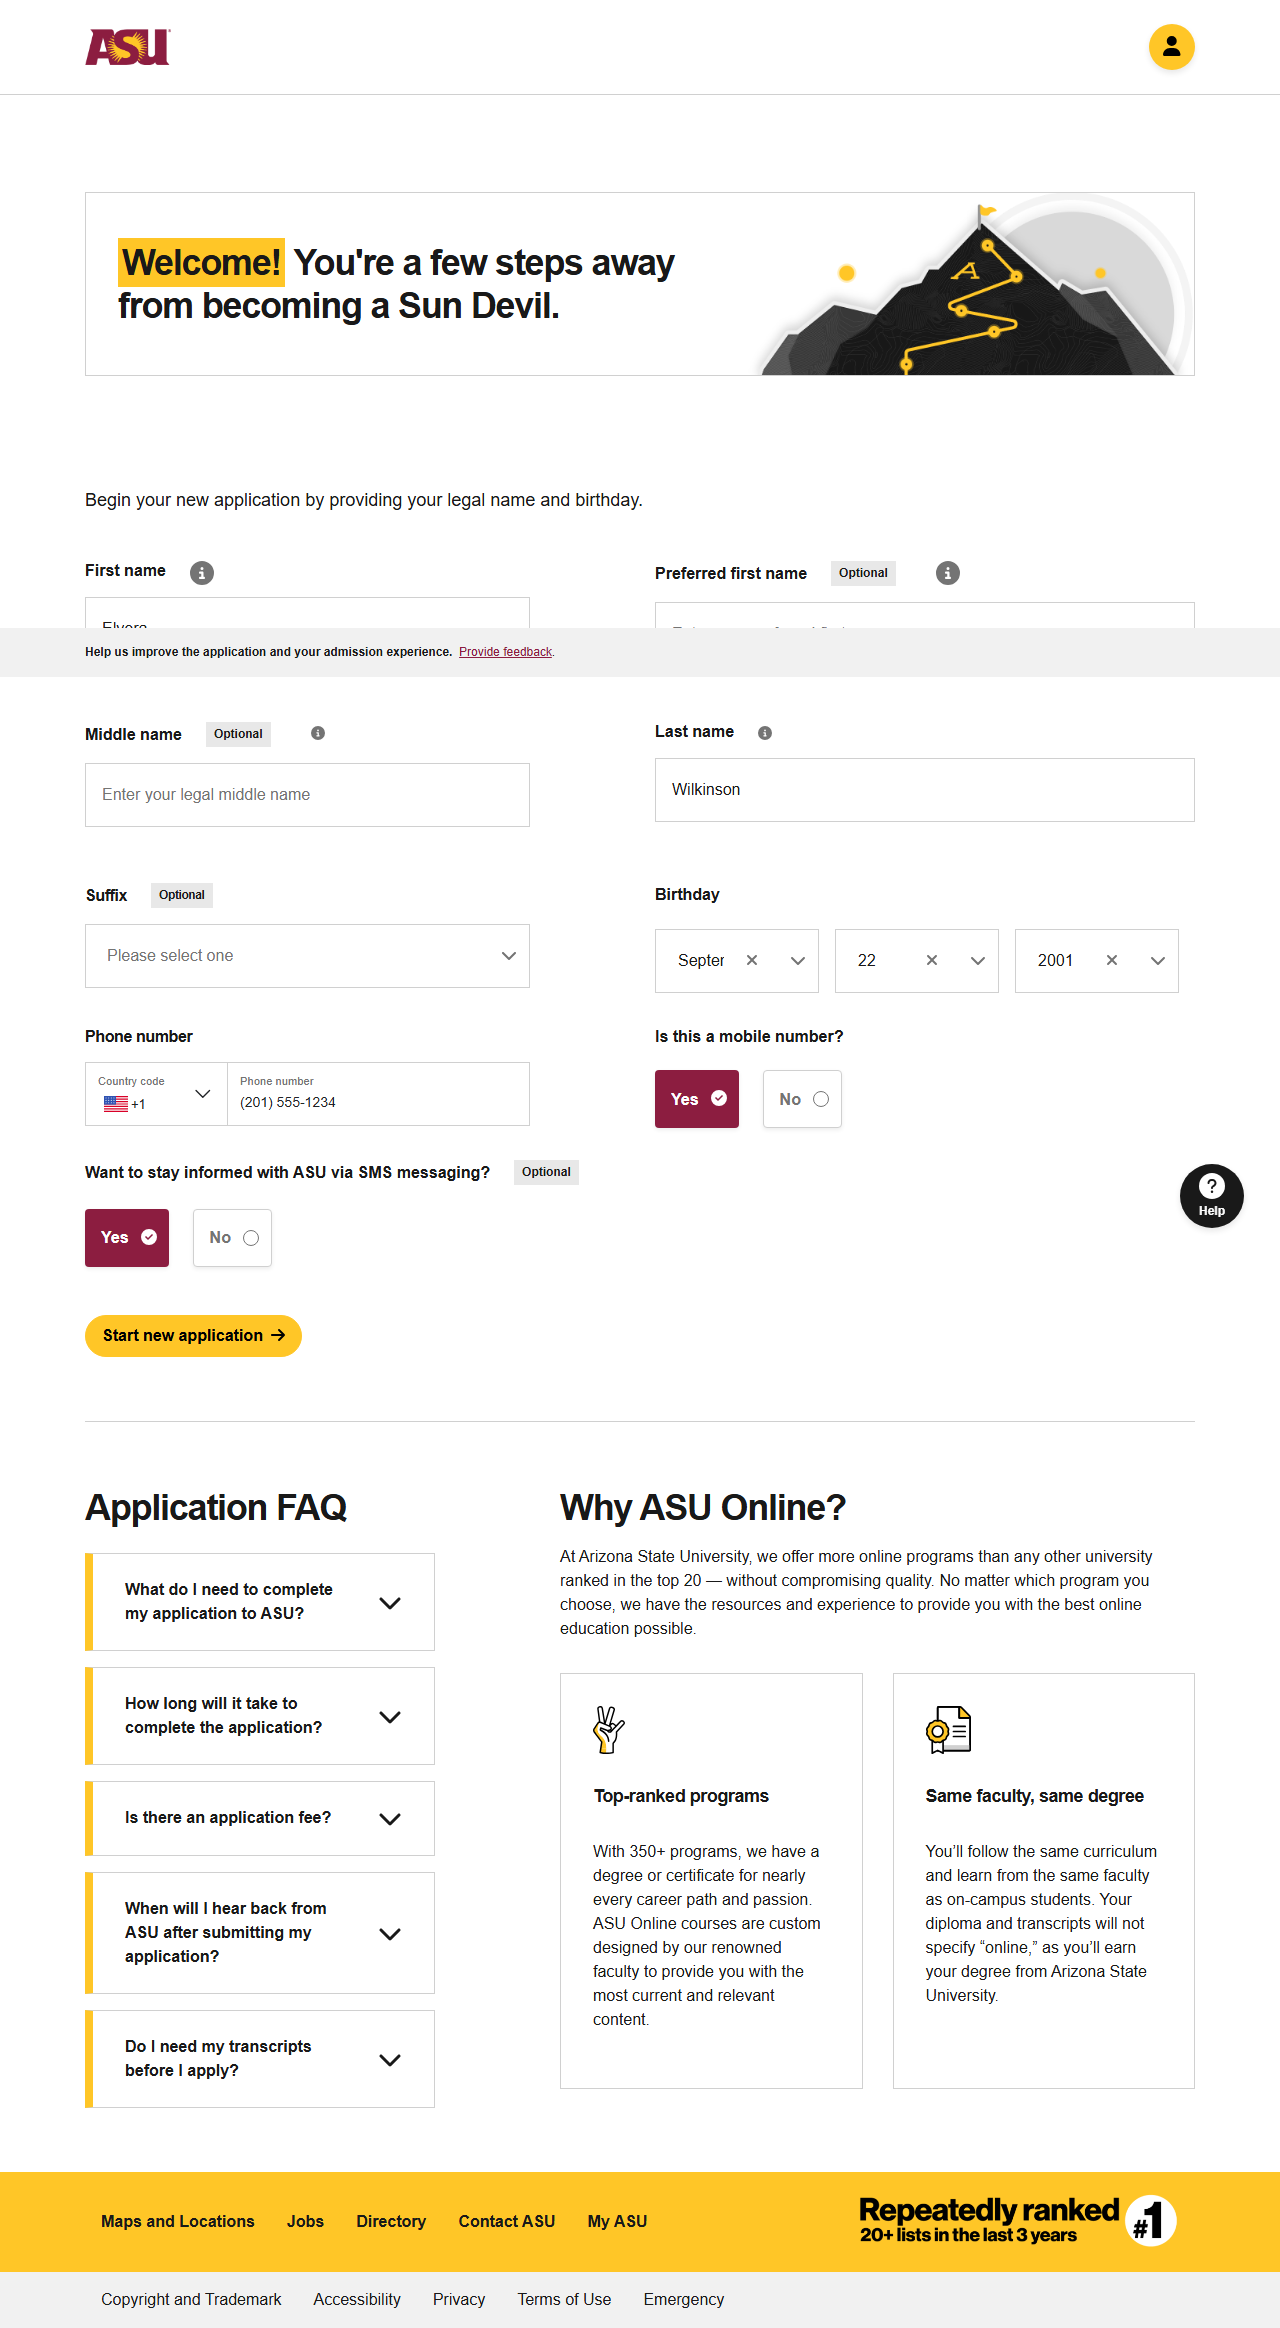 ASU
Welcome! You're a few steps away
from becoming a Sun Devil.
A
Begin your new application by providing your legal name and birthday.
First name
Preferred first name Optional
Help us improve the application and your admission experience. Provide feedback.
Middle name Optional
Last name
Enter your legal middle name
Wilkinson
Suffix Optional
Birthday
Please select one
22
2001
Phone number
Is this a mobile number?
Country code
+1
Phone number
(201) 555-1234
Yes
No
Want to stay informed with ASU via SMS messaging? Optional
Yes
No
?
Help
Start new application
Application FAQ
What do I need to complete
my application to ASU?
How long will it take to
complete the application?
Is there an application fee?
When will I hear back from
ASU after submitting my
application?
Do I need my transcripts
before I apply?
Why ASU Online?
At Arizona State University, we offer more online programs than any other university
ranked in the top 20 — without compromising quality. No matter which program you
choose, we have the resources and experience to provide you with the best online
education possible.
Top-ranked programs
With 350+ programs, we have a
degree or certificate for nearly
every career path and passion.
ASU Online courses are custom
designed by our renowned
faculty to provide you with the
most current and relevant
content.
Same faculty, same degree
You’ll follow the same curriculum
and learn from the same faculty
as on-campus students. Your
diploma and transcripts will not
specify “online,” as you’ll earn
your degree from Arizona State
University.
Maps and Locations Jobs Directory Contact ASU My ASU
Repeatedly ranked
20+ lists in the last 3 years
#1
Copyright and Trademark Accessibility Privacy Terms of Use Emergency